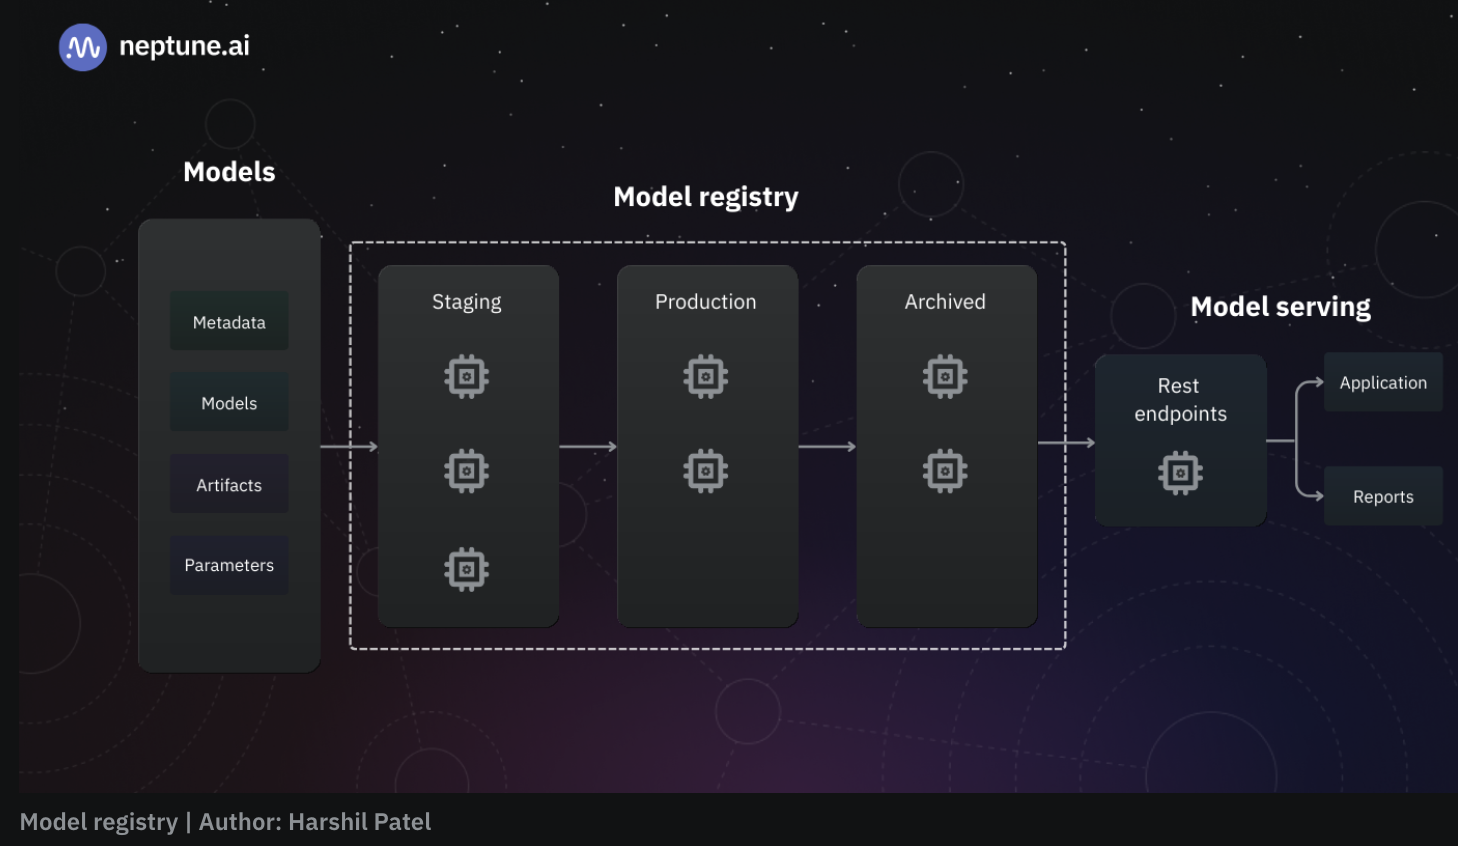 neptune.ai
Models
Metadata
Models
Artifacts
Parameters
Model registry
Staging
Production
Archived
Model serving
Rest
endpoints
Application
Reports
Model registry | Author: Harshil Patel